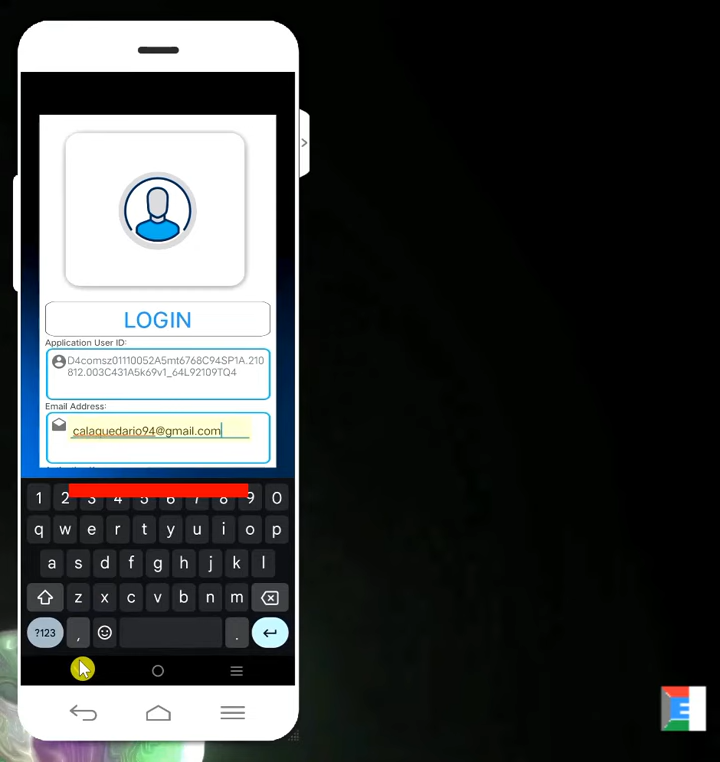 LOGIN
Application User ID:
D4comsz01110052A5mt6768C94SP1A.210
812.003C431A5k69v1_64L92109TQ4
Email Address:
calaquedario94@gmail.com
1 2 3 4 5 6 7 8 9 0
q w e r t y u i o p
a s d f g h j k l
z x c v b n m
?123 , .
E